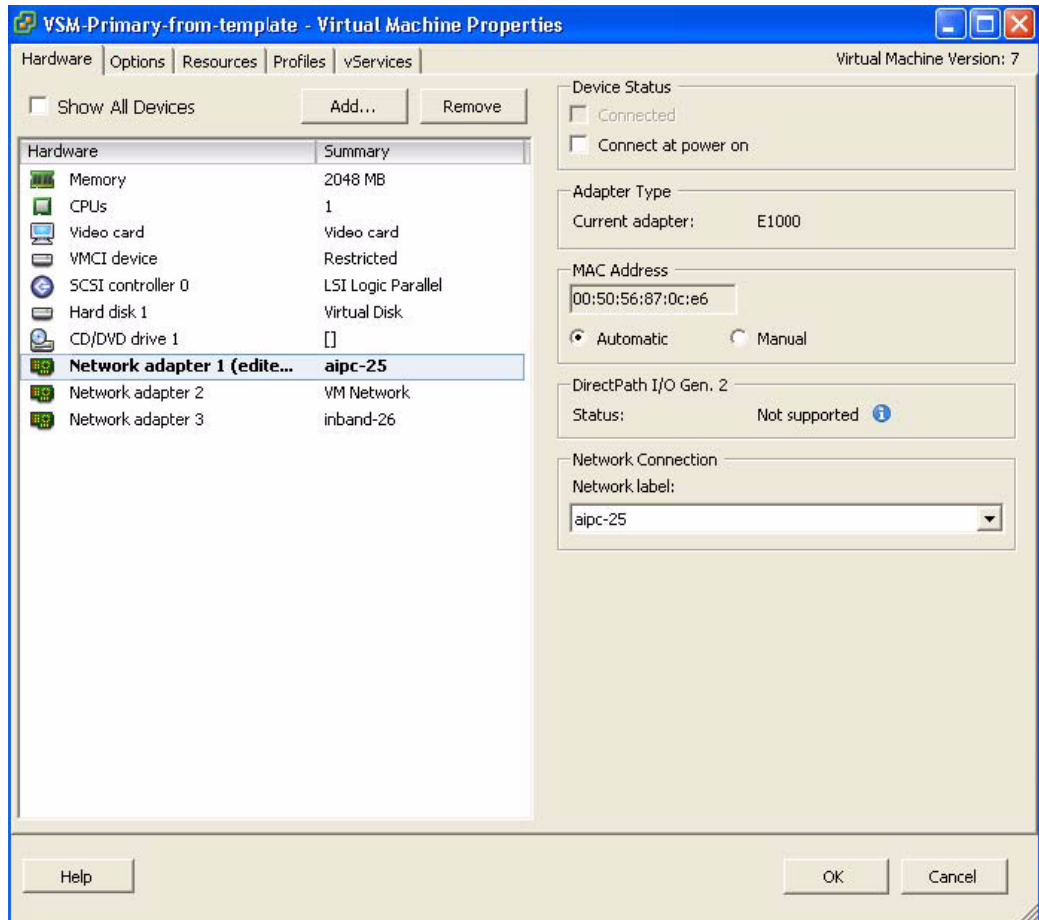 VSM-Primary-from-template - Virtual Machine Properties
Hardware Options Resources Profiles vServices Virtual Machine Version: 7
Show All Devices Add... Remove
Hardware Summary
Memory 2048 MB
CPUs 1
Video card Video card
VMCI device Restricted
SCSI controller 0 LSI Logic Parallel
Hard disk 1 Virtual Disk
CD/DVD drive 1 []
Network adapter 1 (edite... aipc-25
Network adapter 2 VM Network
Network adapter 3 inband-26
Device Status
Connected
Connect at power on
Adapter Type
Current adapter: E1000
MAC Address
00:50:56:87:0c:e6
Automatic Manual
DirectPath I/O Gen. 2
Status: Not supported
Network Connection
Network label:
aipc-25
Help OK Cancel